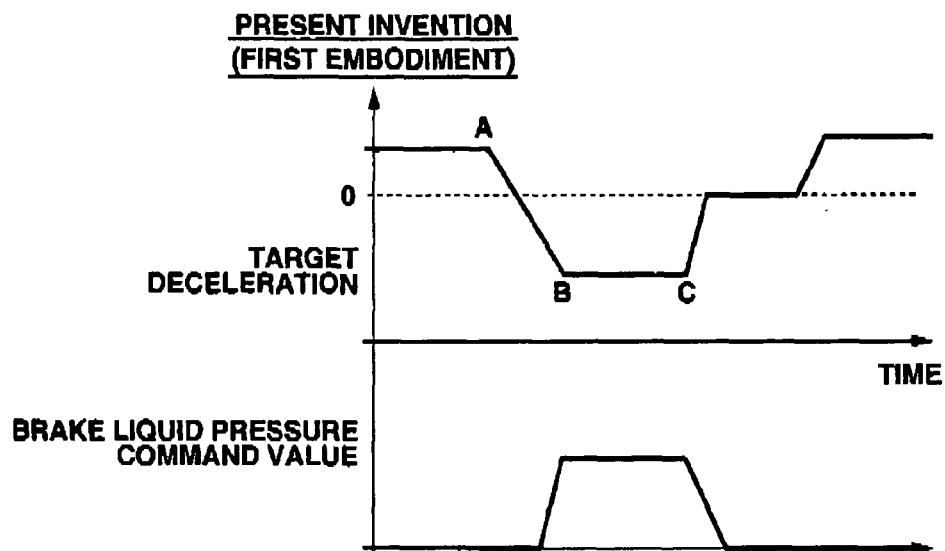 PRESENT INVENTION
(FIRST EMBODIMENT)
A
0
TARGET
DECELERATION
B
C
TIME
BRAKE LIQUID PRESSURE
COMMAND VALUE